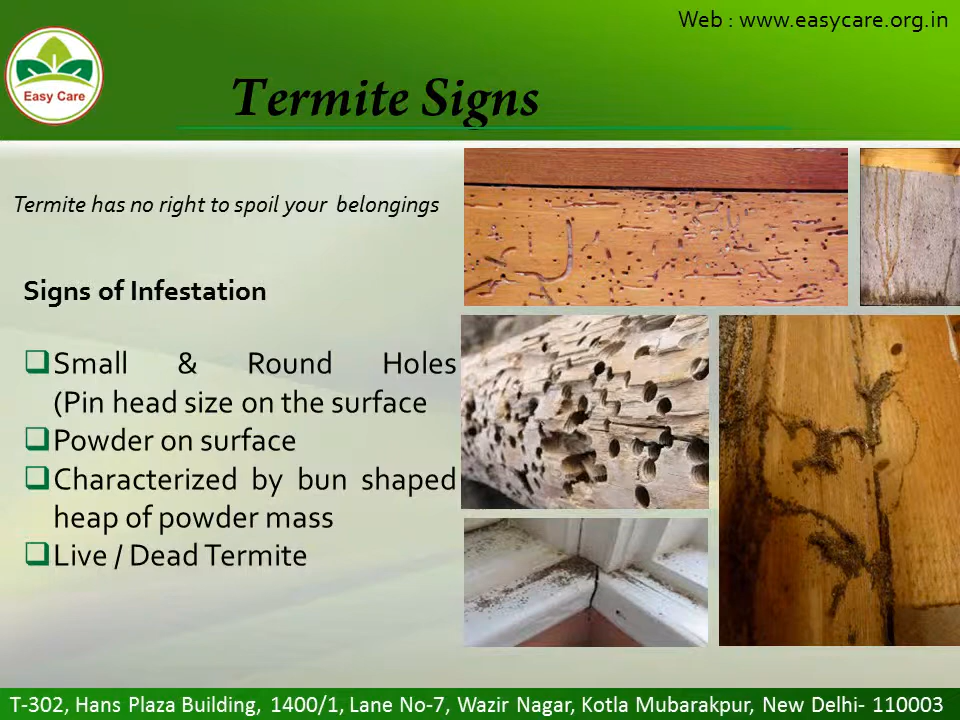 Web : www.easycare.org.in
Easy Care
Termite Signs
Termite has no right to spoil your belongings
Signs of Infestation
Small & Round Holes
(Pin head size on the surface
Powder on surface
Characterized by bun shaped
heap of powder mass
Live / Dead Termite
T-302, Hans Plaza Building, 1400/1, Lane No-7, Wazir Nagar, Kotla Mubarakpur, New Delhi- 110003